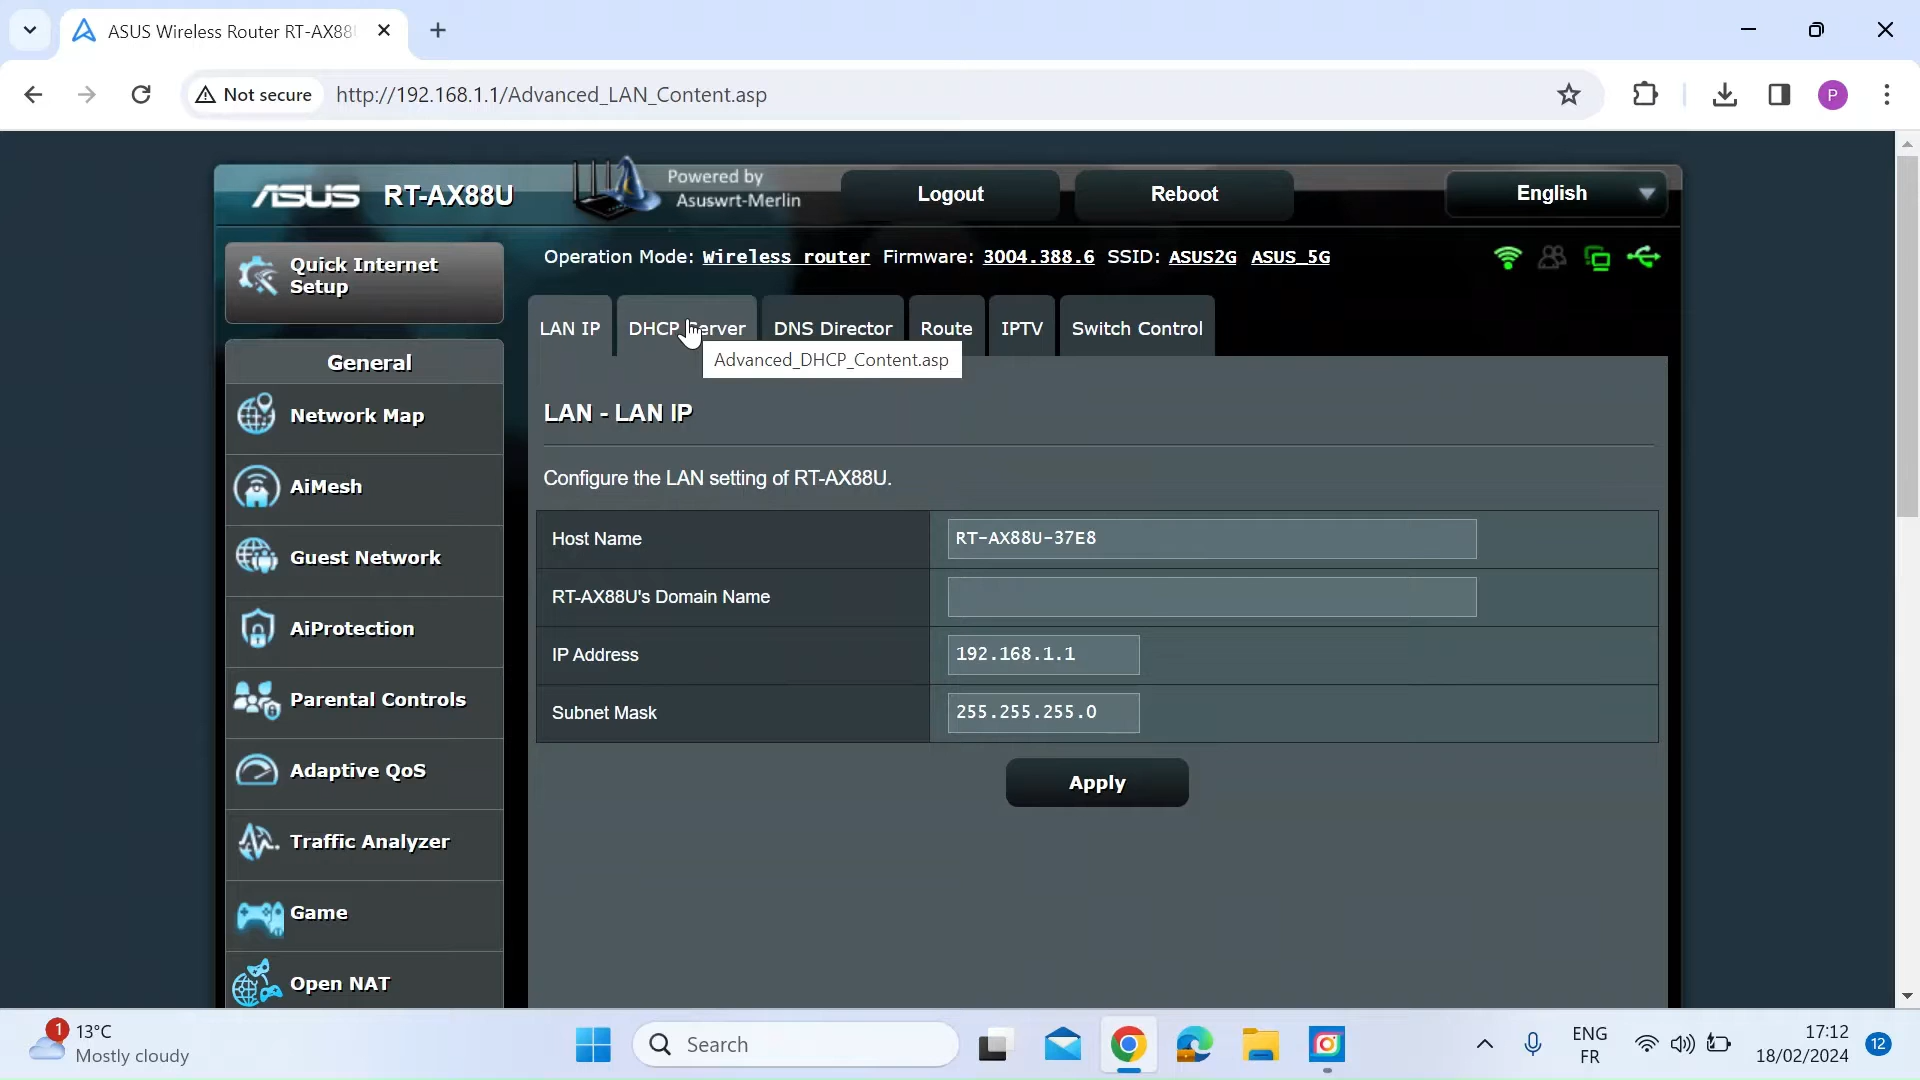 ASUS Wireless Router RT-AX88
Not secure
http://192.168.1.1/Advanced_LAN_Content.asp
P
ASUS RT-AX88U
Powered by
Asuswrt-Merlin
Logout
Reboot
English
Operation Mode: Wireless router Firmware: 3004.388.6 SSID: ASUS2G ASUS_5G
Quick Internet
Setup
LAN IP
DHCP Server
DNS Director
Route
IPTV
Switch Control
Advanced_DHCP_Content.asp
General
Network Map
AiMesh
Guest Network
AiProtection
Parental Controls
Adaptive QoS
Traffic Analyzer
Game
Open NAT
LAN - LAN IP
Configure the LAN setting of RT-AX88U.
Host Name RT-AX88U-37E8
RT-AX88U's Domain Name
IP Address 192.168.1.1
Subnet Mask 255.255.255.0
Apply
1
13°C
Mostly cloudy
Search
ENG
FR
17:12
18/02/2024
12